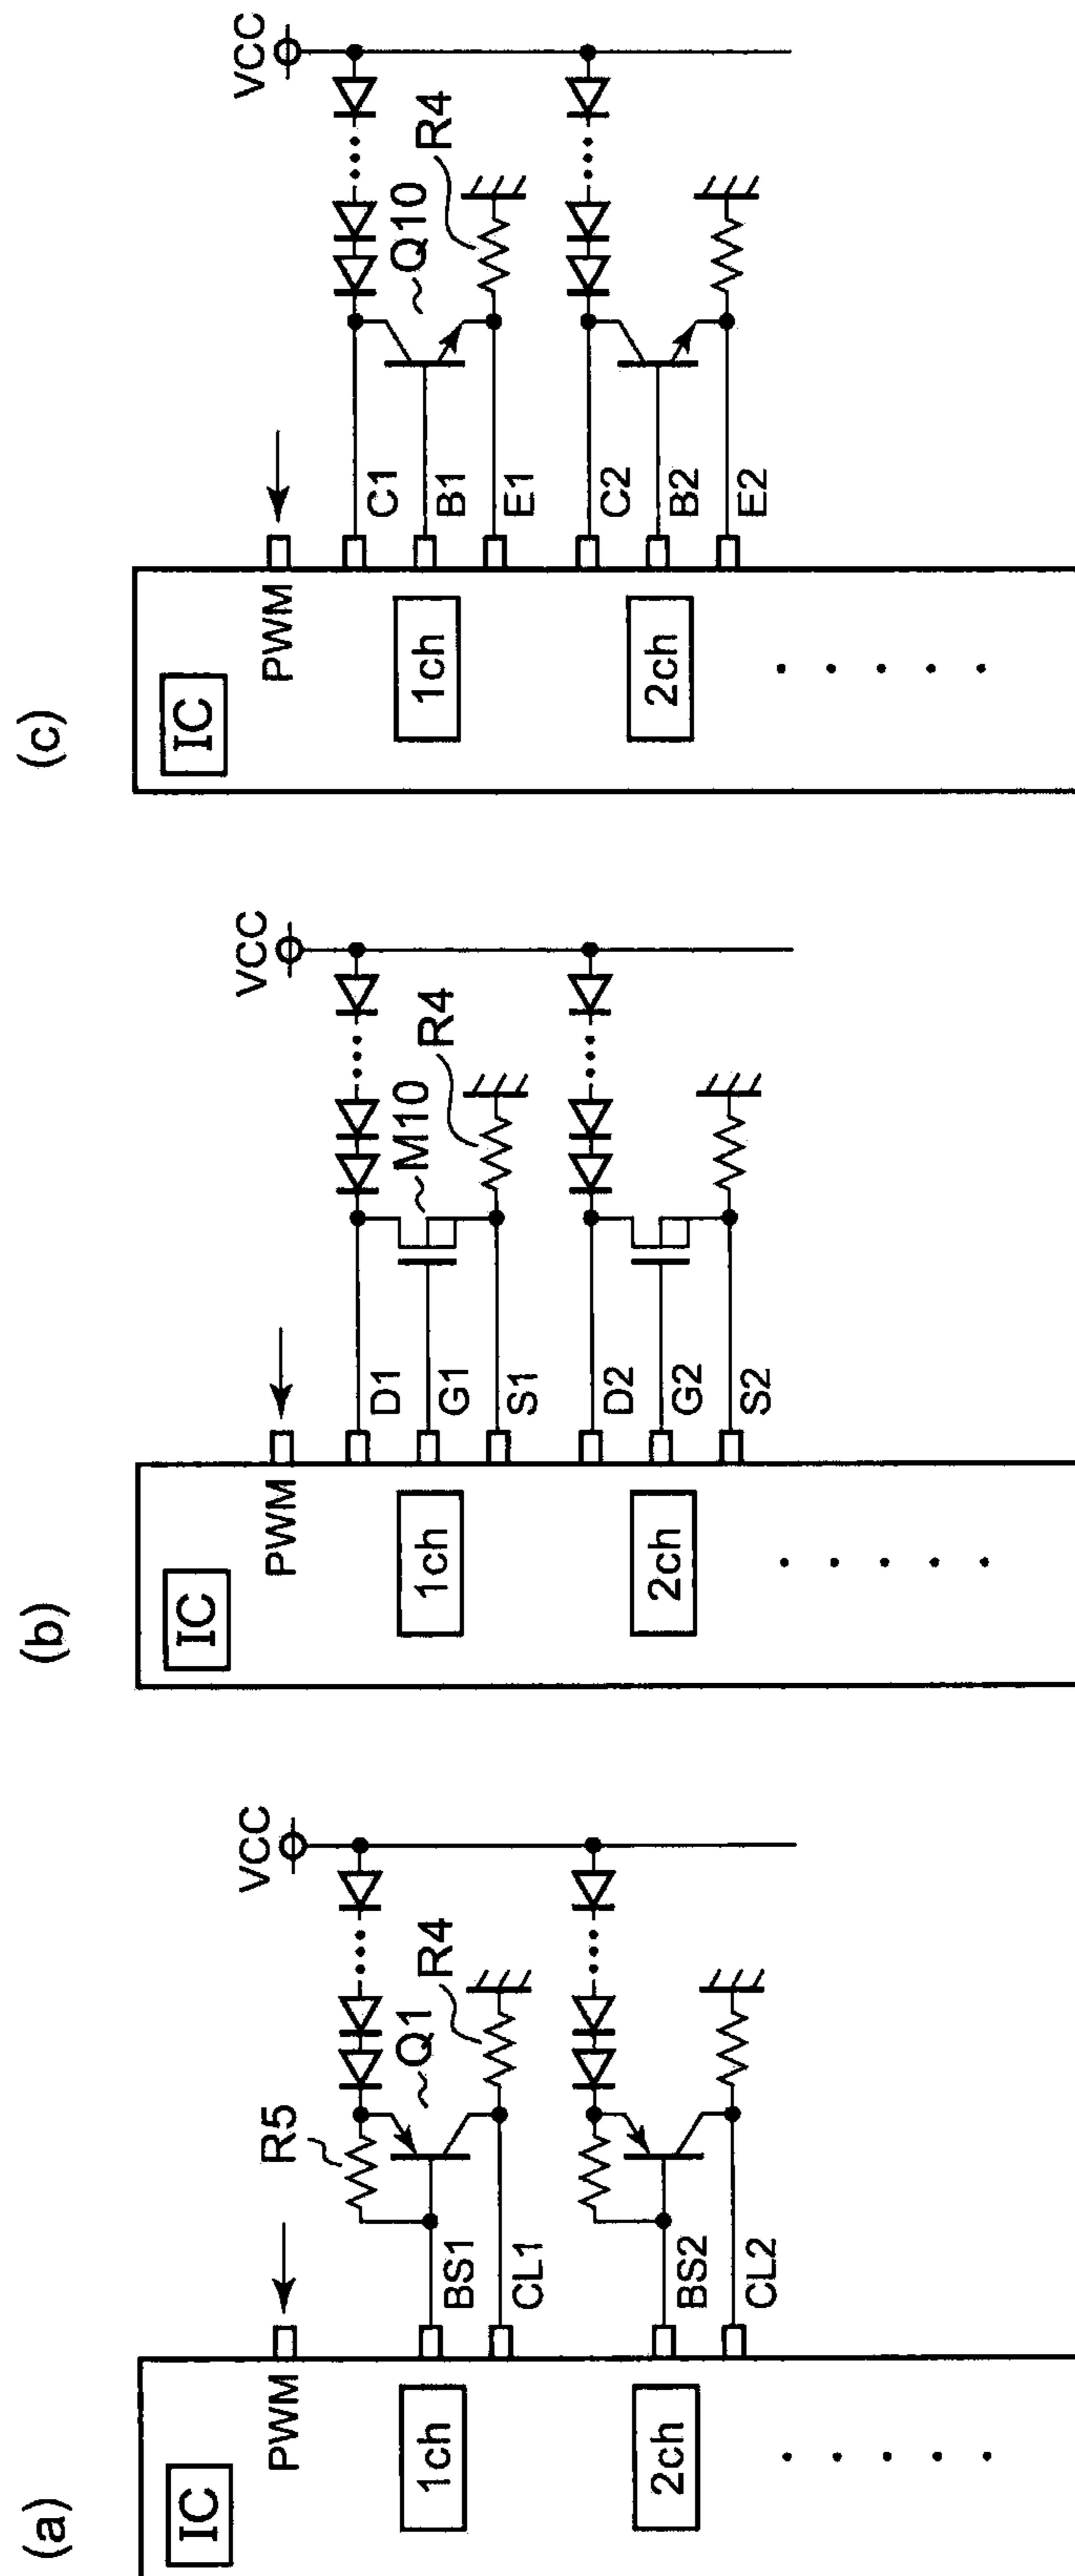 (a)
IC
PWM
VCC
1ch
BS1
CL1
R5
Q1
R4
2ch
BS2
CL2
(b)
IC
PWM
VCC
1ch
D1
G1
S1
M10
R4
2ch
D2
G2
S2
(c)
IC
PWM
VCC
1ch
C1
B1
E1
Q10
R4
2ch
C2
B2
E2